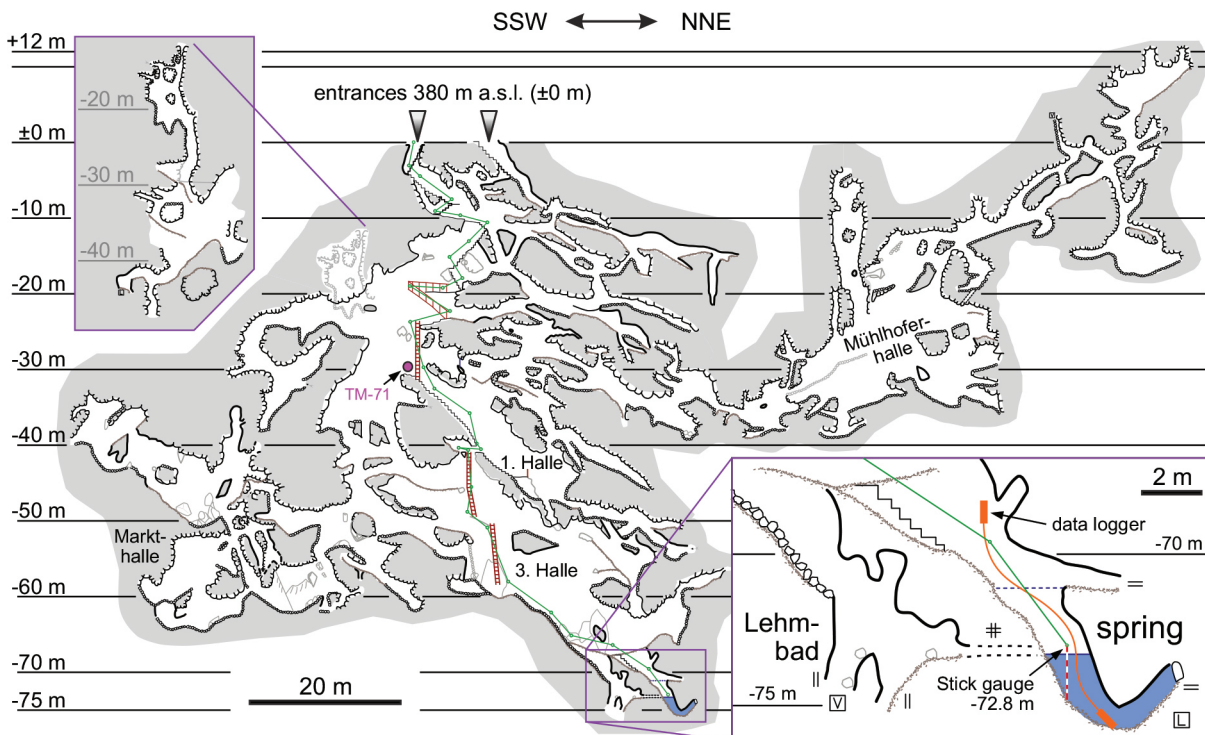 SSW NNE
+12 m
entrances 380 m a.s.l. (±0 m)
±0 m
-10 m
-20 m
-30 m
-40 m
-50 m
-60 m
-70 m
-75 m
-20 m
-30 m
-40 m
TM-71
Mühlhofer-
halle
1. Halle
3. Halle
Markt-
halle
20 m
2 m
data logger
-70 m
=
=
#
Lehm-
bad
spring
Stick gauge
-72.8 m
-75 m
V
L
||
||